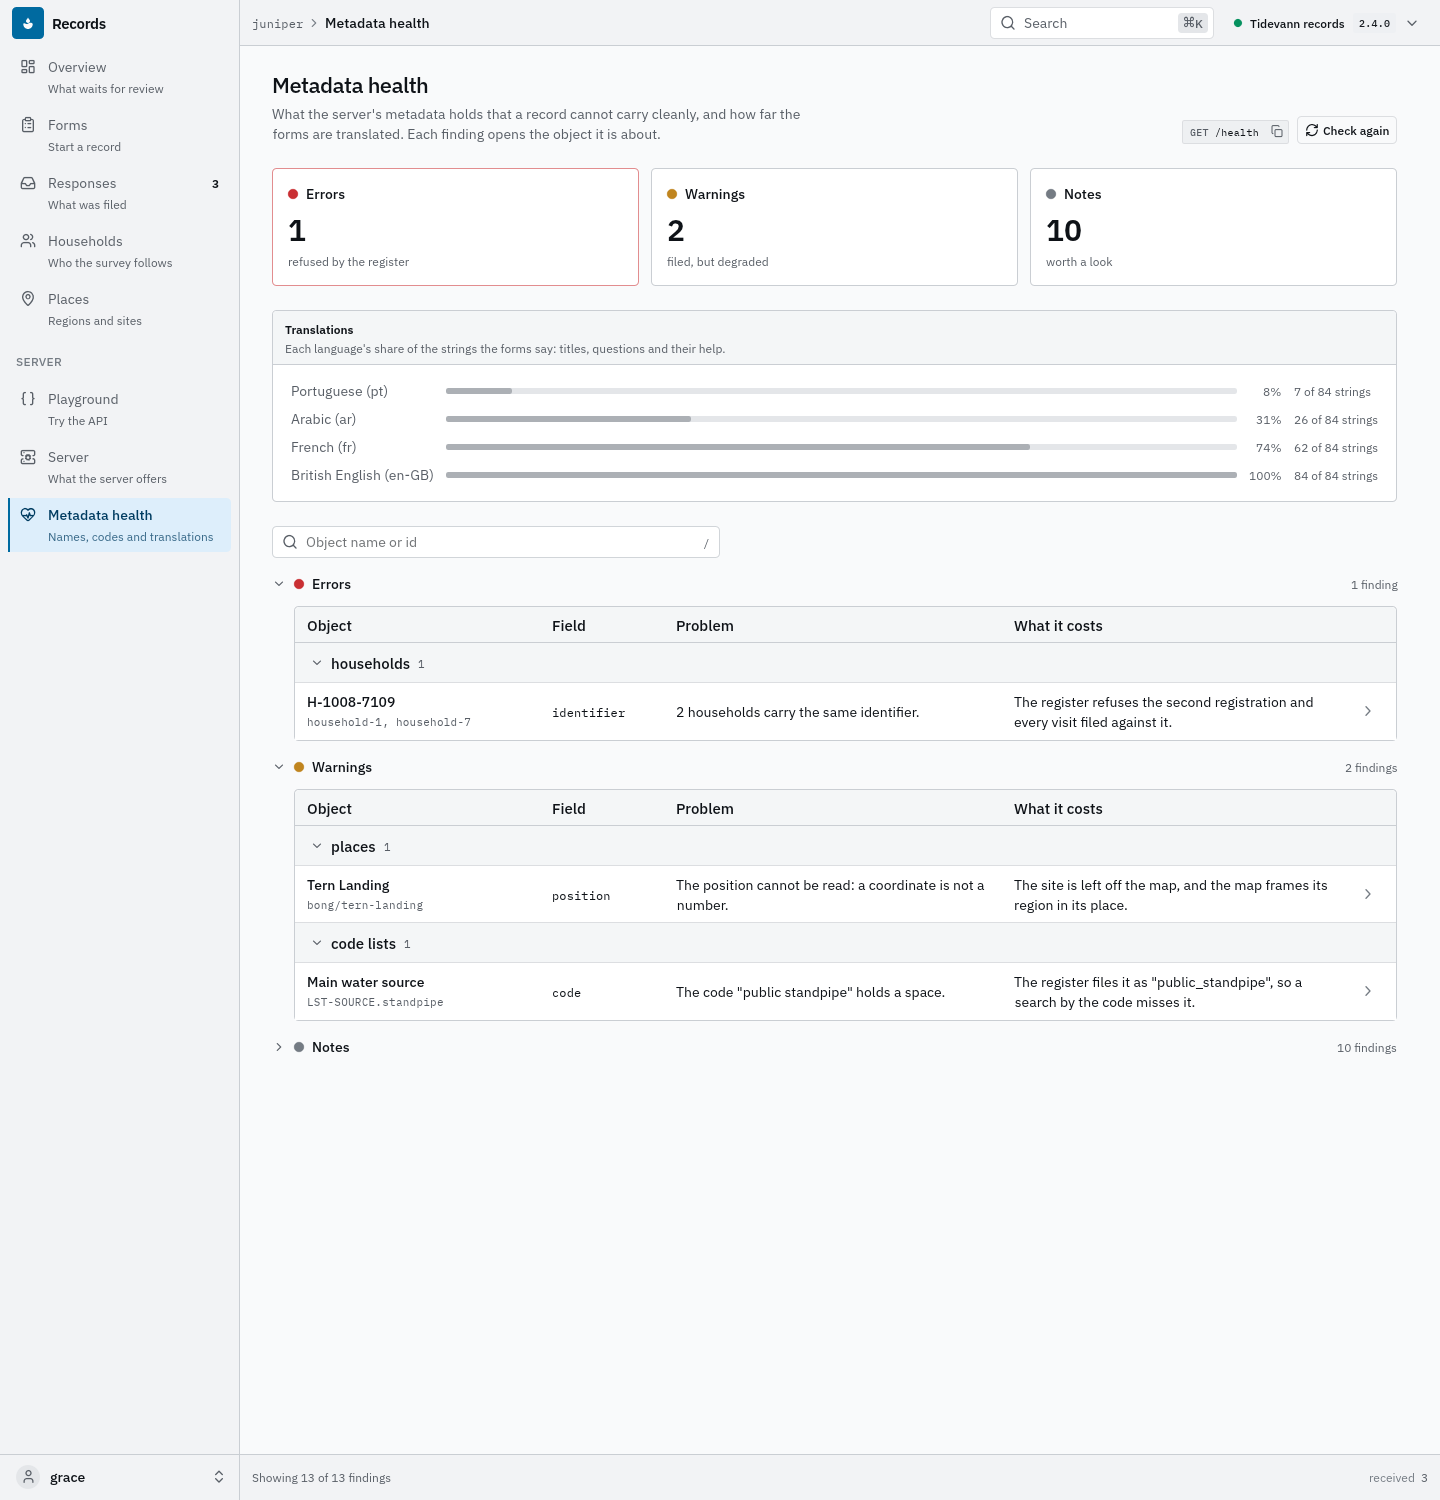 Records
Overview
What waits for review
Forms
Start a record
Responses 3
What was filed
Households
Who the survey follows
Places
Regions and sites
SERVER
Playground
Try the API
Server
What the server offers
Metadata health
Names, codes and translations
grace
juniper > Metadata health
Search ⌘K
Tidevann records 2.4.0
Metadata health
What the server's metadata holds that a record cannot carry cleanly, and how far the
forms are translated. Each finding opens the object it is about.
GET /health
Check again
Errors
1
refused by the register
Warnings
2
filed, but degraded
Notes
10
worth a look
Translations
Each language's share of the strings the forms say: titles, questions and their help.
Portuguese (pt) 8% 7 of 84 strings
Arabic (ar) 31% 26 of 84 strings
French (fr) 74% 62 of 84 strings
British English (en-GB) 100% 84 of 84 strings
Object name or id /
Errors 1 finding
Object Field Problem What it costs
households 1
H-1008-7109
household-1, household-7
identifier
2 households carry the same identifier.
The register refuses the second registration and
every visit filed against it.
Warnings 2 findings
Object Field Problem What it costs
places 1
Tern Landing
bong/tern-landing
position
The position cannot be read: a coordinate is not a
number.
The site is left off the map, and the map frames its
region in its place.
code lists 1
Main water source
LST-SOURCE.standpipe
code
The code "public standpipe" holds a space.
The register files it as "public_standpipe", so a
search by the code misses it.
Notes 10 findings
Showing 13 of 13 findings
received 3